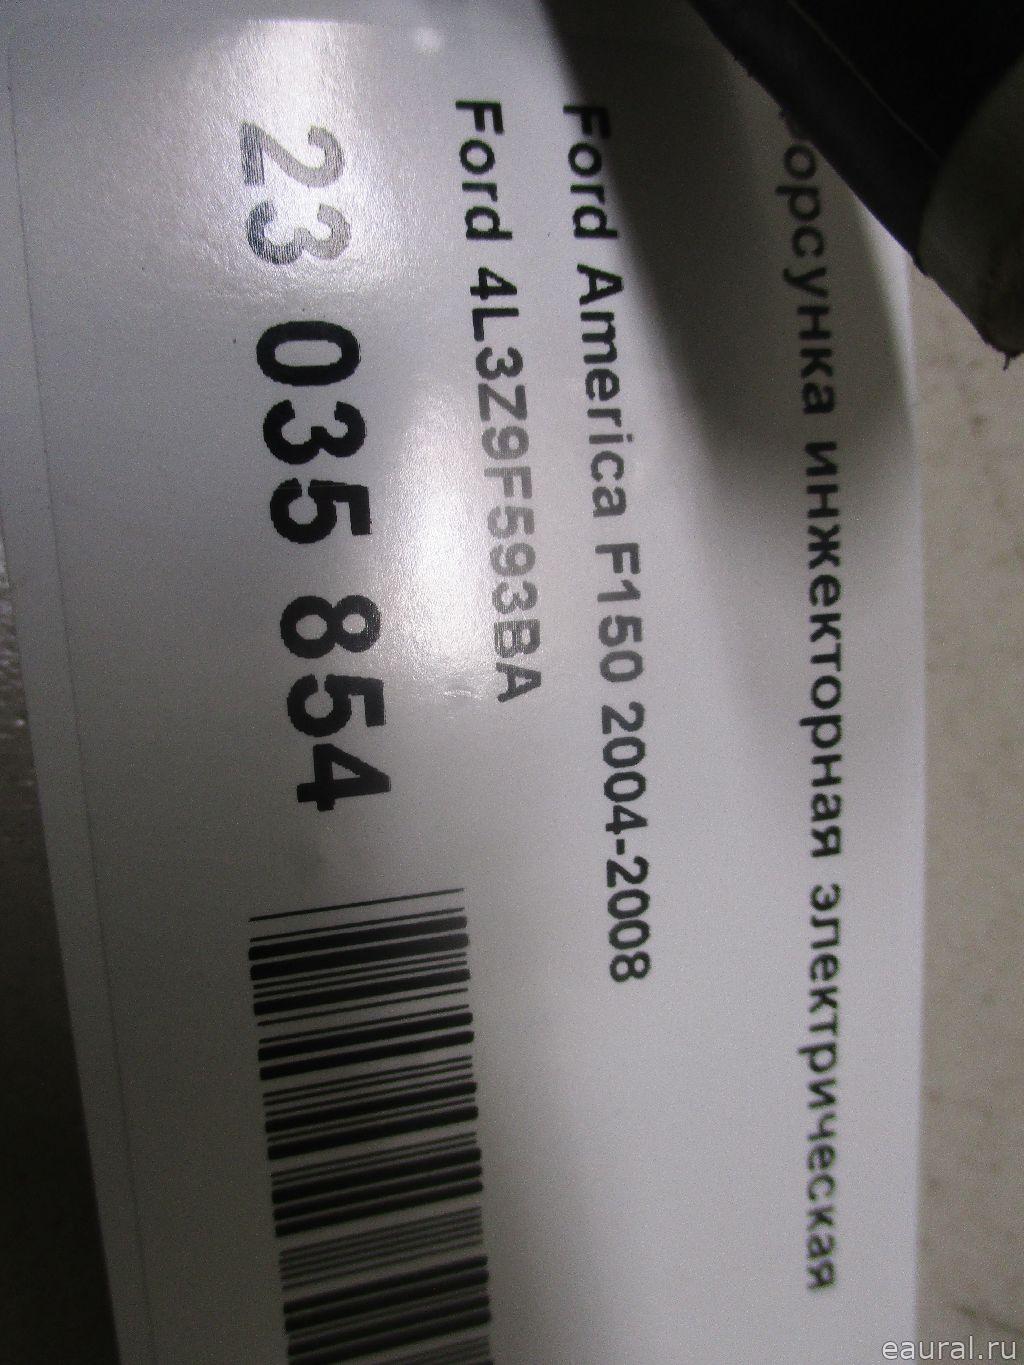 орсунка инжекторная электрическая
Ford America F150 2004-2008
Ford 4L3Z9F593BA
23 035 854
eaural.ru